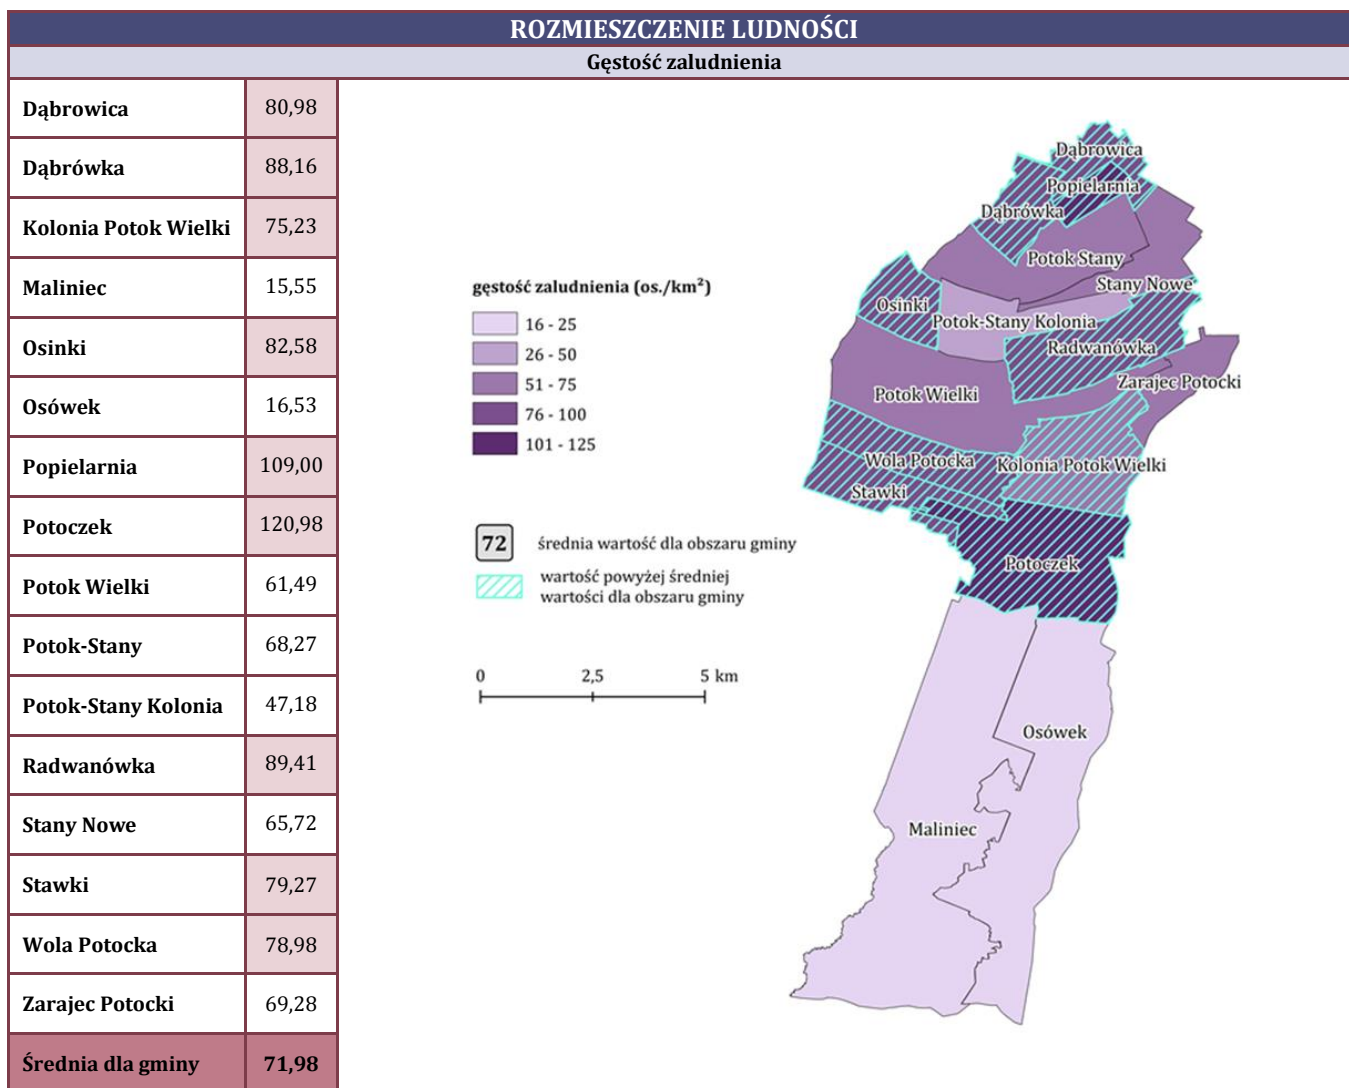 ROZMIESZCZENIE LUDNOŚCI
Gęstość zaludnienia
Dąbrowica 80,98
Dąbrówka 88,16
Kolonia Potok Wielki 75,23
Maliniec 15,55
Osinki 82,58
Osówek 16,53
Popielarnia 109,00
Potoczek 120,98
Potok Wielki 61,49
Potok-Stany 68,27
Potok-Stany Kolonia 47,18
Radwanówka 89,41
Stany Nowe 65,72
Stawki 79,27
Wola Potocka 78,98
Zarajec Potocki 69,28
Średnia dla gminy 71,98
gęstość zaludnienia (os./km²)
16 - 25
26 - 50
51 - 75
76 - 100
101 - 125
72 średnia wartość dla obszaru gminy
wartość powyżej średniej
wartości dla obszaru gminy
0 2,5 5 km
Dąbrowica
Popielarnia
Dąbrówka
Potok Stany
Stany Nowe
Osinki
Potok-Stany Kolonia
Radwanówka
Zarajec Potocki
Potok Wielki
Wola Potocka
Kolonia Potok Wielki
Stawki
Potoczek
Osówek
Maliniec